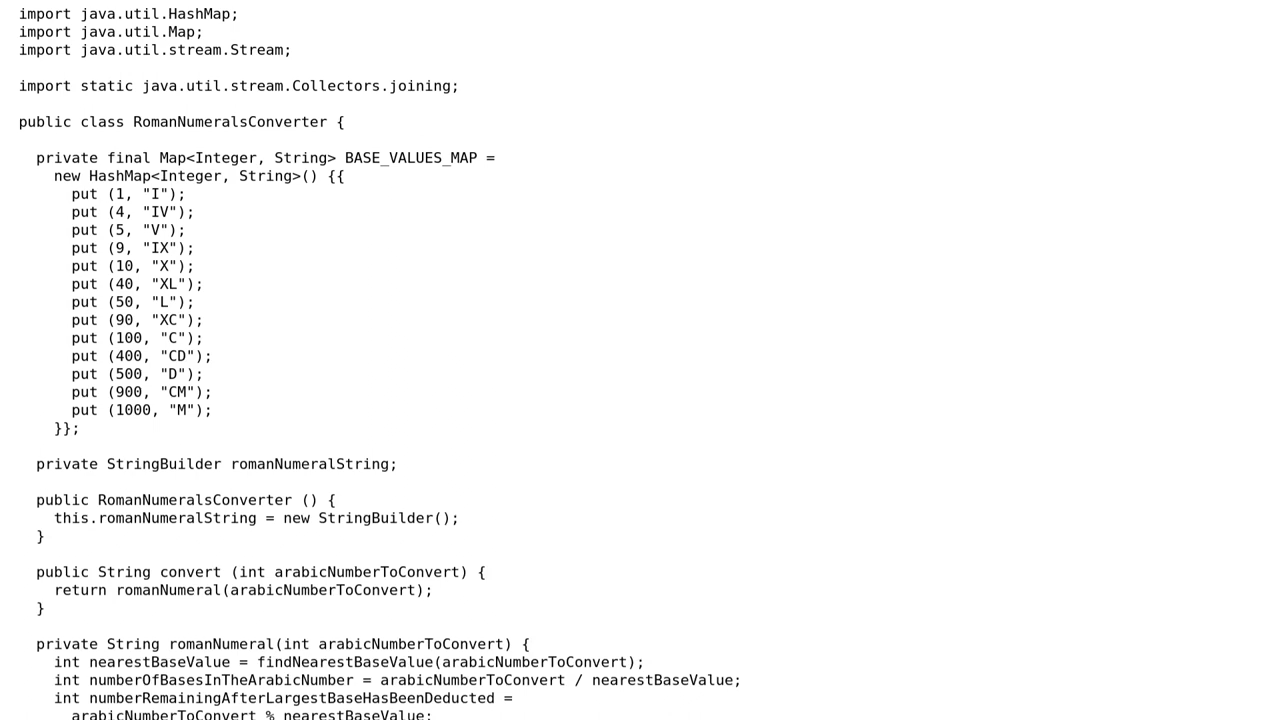 import java.util.HashMap;
import java.util.Map;
import java.util.stream.Stream;

import static java.util.stream.Collectors.joining;

public class RomanNumeralsConverter {

  private final Map<Integer, String> BASE_VALUES_MAP =
    new HashMap<Integer, String>() {{
      put (1, "I");
      put (4, "IV");
      put (5, "V");
      put (9, "IX");
      put (10, "X");
      put (40, "XL");
      put (50, "L");
      put (90, "XC");
      put (100, "C");
      put (400, "CD");
      put (500, "D");
      put (900, "CM");
      put (1000, "M");
    }};

  private StringBuilder romanNumeralString;

  public RomanNumeralsConverter () {
    this.romanNumeralString = new StringBuilder();
  }

  public String convert (int arabicNumberToConvert) {
    return romanNumeral(arabicNumberToConvert);
  }

  private String romanNumeral(int arabicNumberToConvert) {
    int nearestBaseValue = findNearestBaseValue(arabicNumberToConvert);
    int numberOfBasesInTheArabicNumber = arabicNumberToConvert / nearestBaseValue;
    int numberRemainingAfterLargestBaseHasBeenDeducted =
      arabicNumberToConvert % nearestBaseValue;